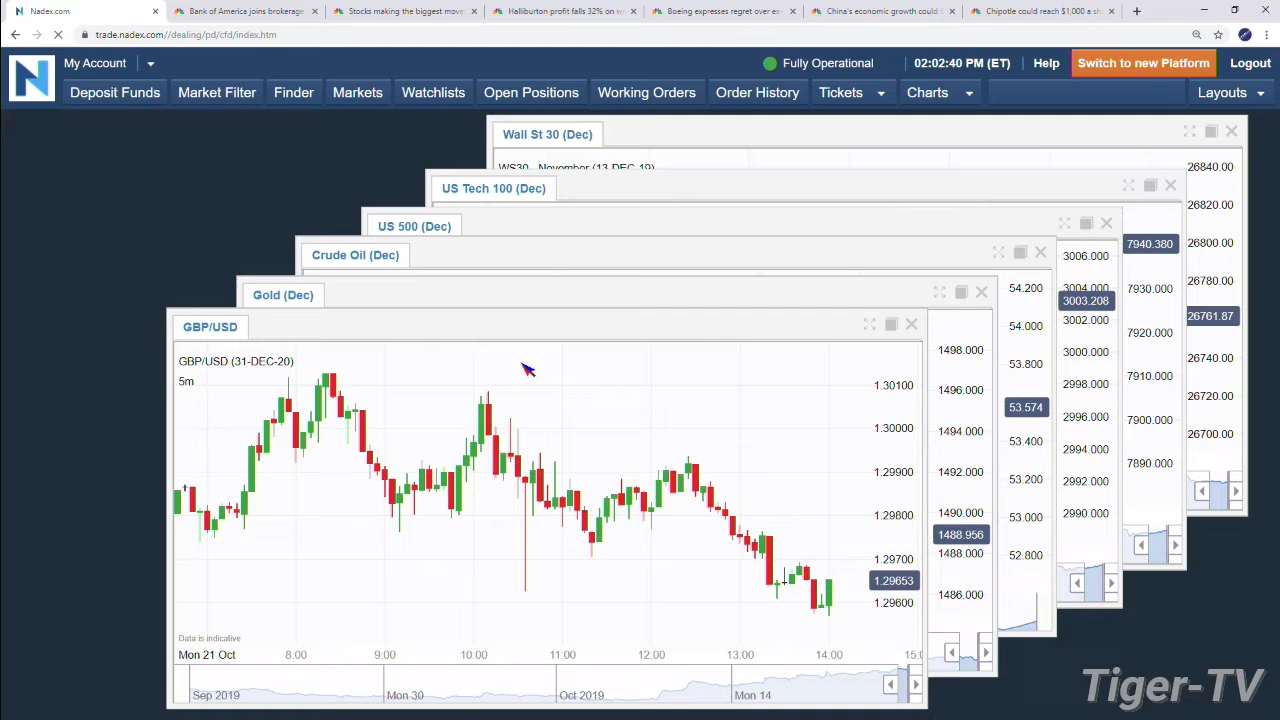 Nadex.com
Bank of America joins brokerage
Stocks making the biggest move
Halliburton profit falls 32% on w
Boeing expresses regret over ex
China's economic growth could f
Chipotle could reach $1,000 a sh
trade.nadex.com//dealing/pd/cfd/index.htm
My Account
Fully Operational
02:02:40 PM (ET)
Help
Switch to new Platform
Logout
Deposit Funds
Market Filter
Finder
Markets
Watchlists
Open Positions
Working Orders
Order History
Tickets
Charts
Layouts
Wall St 30 (Dec)
WS30 - November (13-DEC-19)
26840.00
26820.00
26800.00
26780.00
26761.87
26740.00
26720.00
26700.00
US Tech 100 (Dec)
7940.380
7930.000
7920.000
7910.000
7900.000
7890.000
US 500 (Dec)
3006.000
3004.000
3003.208
3002.000
3000.000
2998.000
2996.000
2994.000
2992.000
2990.000
Crude Oil (Dec)
54.200
54.000
53.800
53.574
53.400
53.200
53.000
52.800
Gold (Dec)
1498.000
1496.000
1494.000
1492.000
1490.000
1488.956
1488.000
1486.000
GBP/USD
GBP/USD (31-DEC-20)
5m
1.30100
1.30000
1.29900
1.29800
1.29700
1.29653
1.29600
Data is indicative
Mon 21 Oct
8:00
9:00
10:00
11:00
12:00
13:00
14:00
15:0
Sep 2019
Mon 30
Oct 2019
Mon 14
Tiger-TV